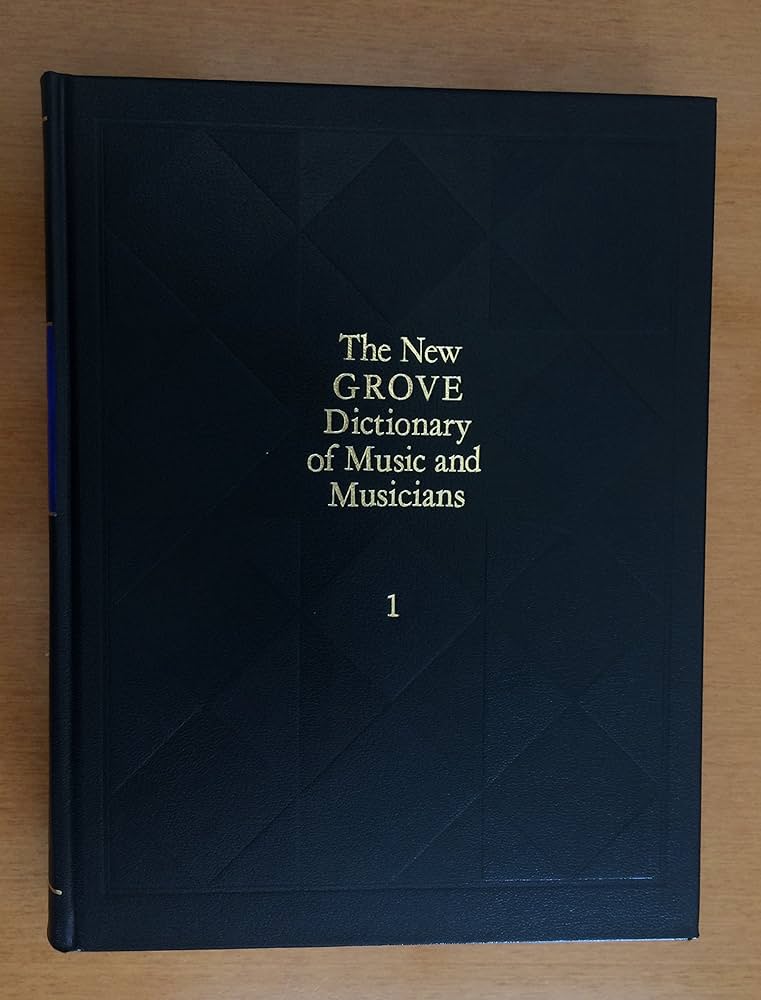 The New
GROVE
Dictionary
of Music and
Musicians
1